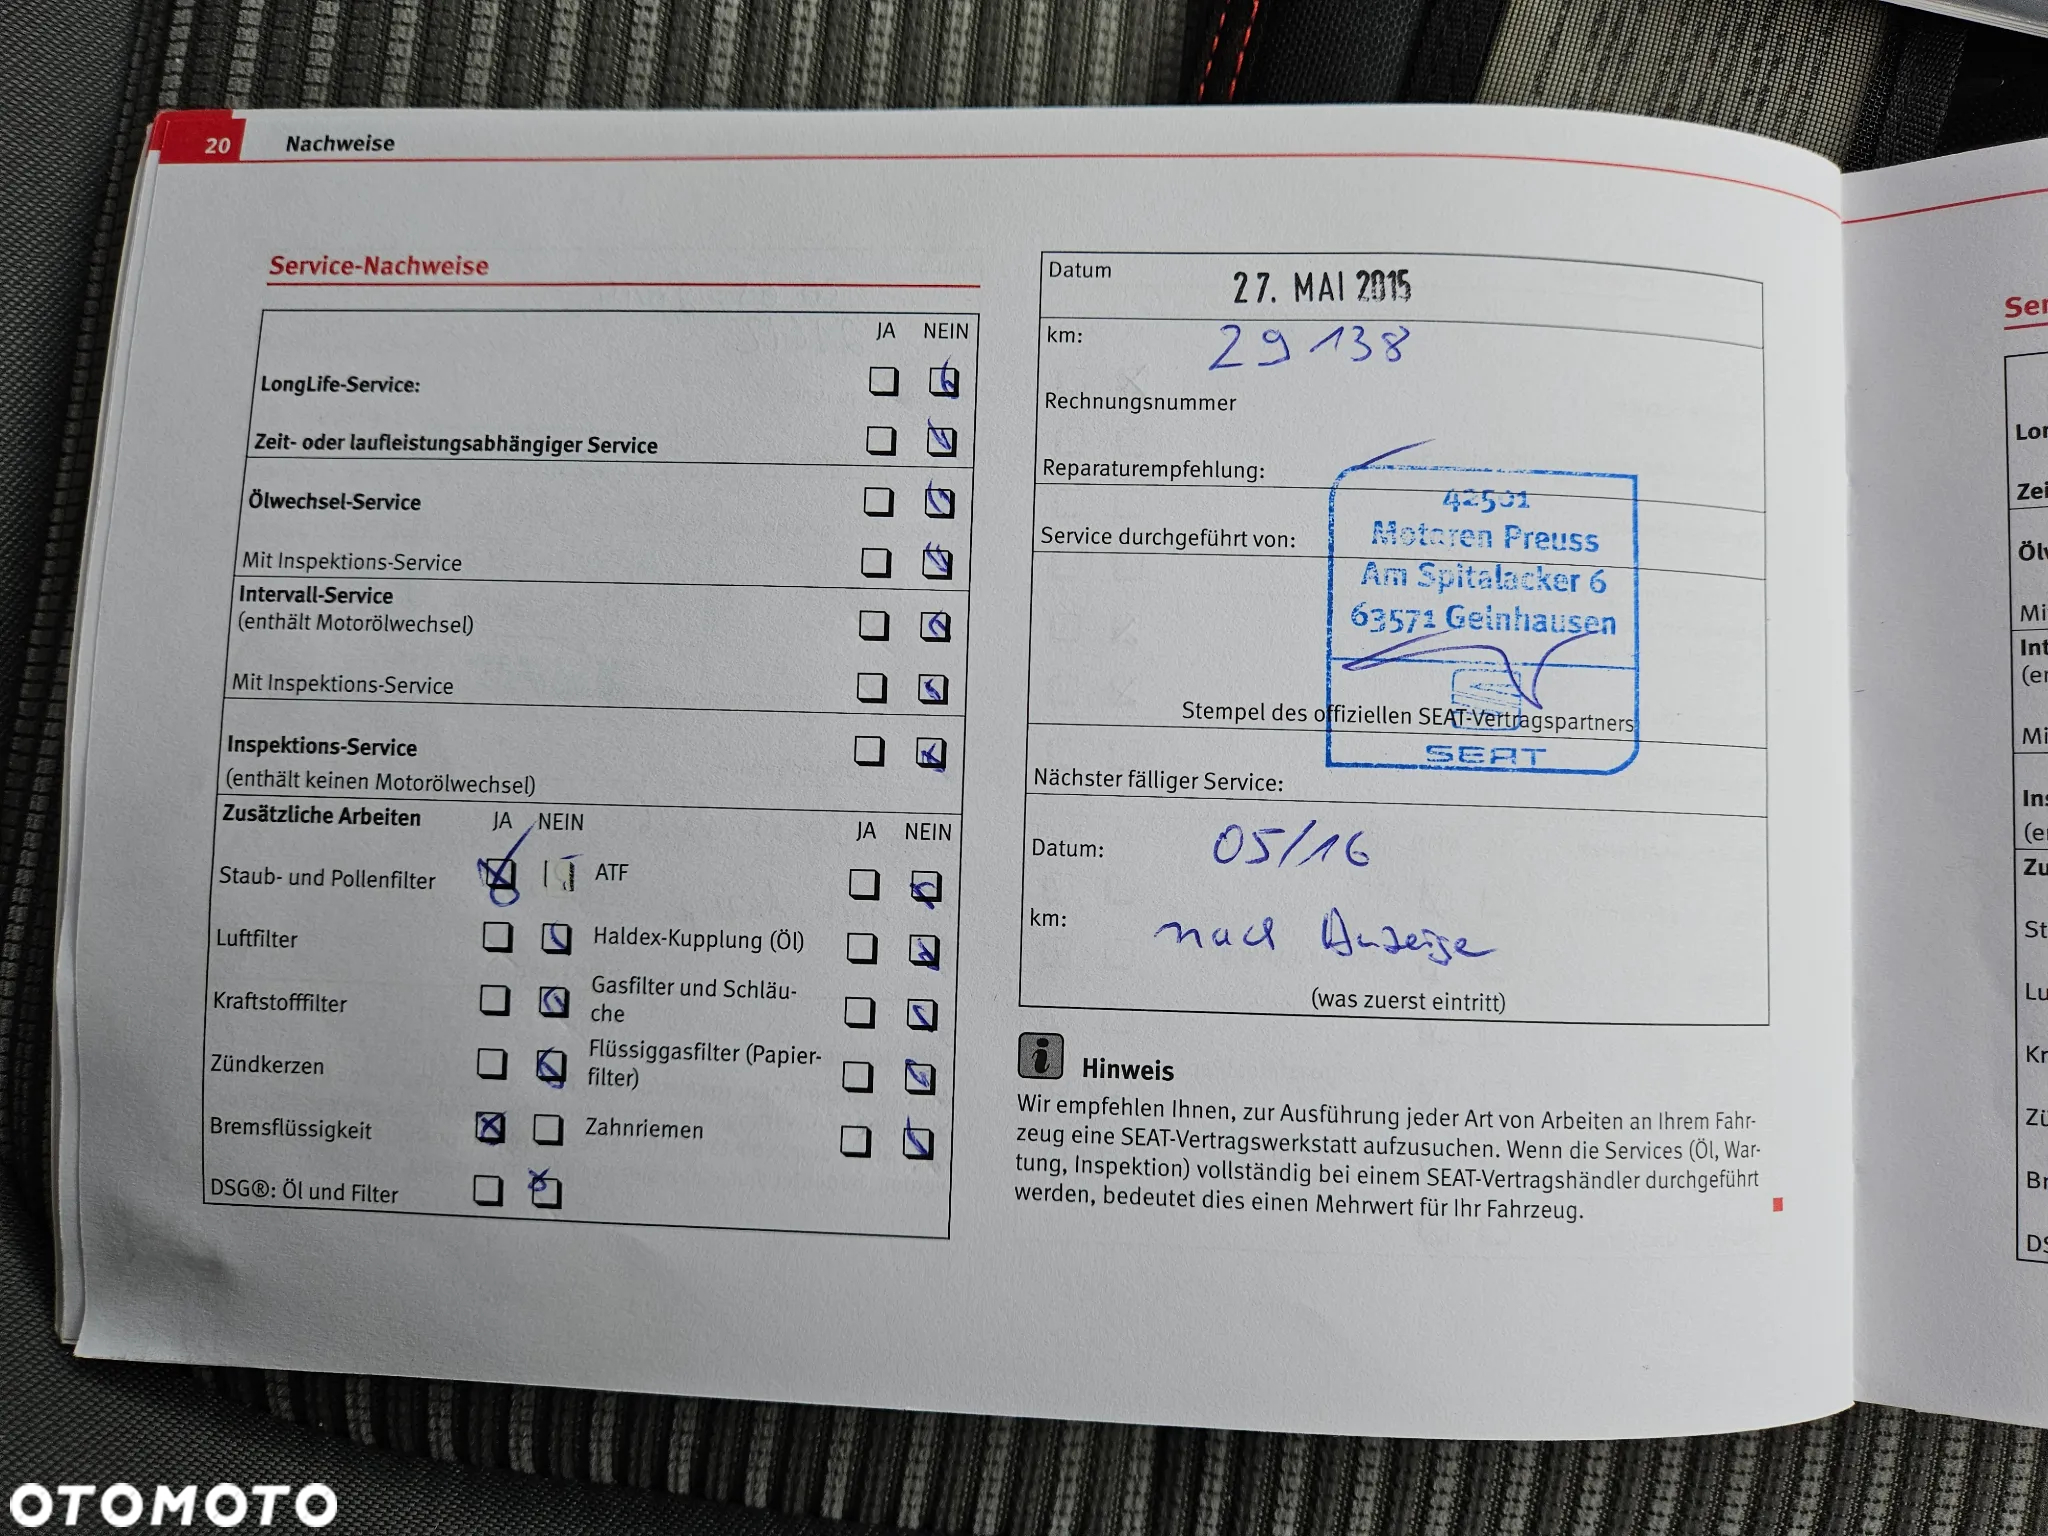 20 Nachweise
Service-Nachweise
JA NEIN
LongLife-Service:
Zeit- oder laufleistungsabhängiger Service
Ölwechsel-Service
Mit Inspektions-Service
Intervall-Service
(enthält Motorölwechsel)
Mit Inspektions-Service
Inspektions-Service
(enthält keinen Motorölwechsel)
Zusätzliche Arbeiten JA NEIN JA NEIN
Staub- und Pollenfilter ATF
Luftfilter Haldex-Kupplung (Öl)
Kraftstofffilter Gasfilter und Schläu-
che
Zündkerzen Flüssiggasfilter (Papier-
filter)
Bremsflüssigkeit Zahnriemen
DSG®: Öl und Filter
Datum 27. MAI 2015
km: 29 138
Rechnungsnummer
Reparaturempfehlung:
Service durchgeführt von:
42501
Motoren Preuss
Am Spitalacker 6
63571 Gelnhausen
Stempel des offiziellen SEAT-Vertragspartners
SEAT
Nächster fälliger Service:
Datum: 05/16
km: nach Anzeige
(was zuerst eintritt)
i Hinweis
Wir empfehlen Ihnen, zur Ausführung jeder Art von Arbeiten an Ihrem Fahr-
zeug eine SEAT-Vertragswerkstatt aufzusuchen. Wenn die Services (Öl, War-
tung, Inspektion) vollständig bei einem SEAT-Vertragshändler durchgeführt
werden, bedeutet dies einen Mehrwert für Ihr Fahrzeug.
OTOMOTO